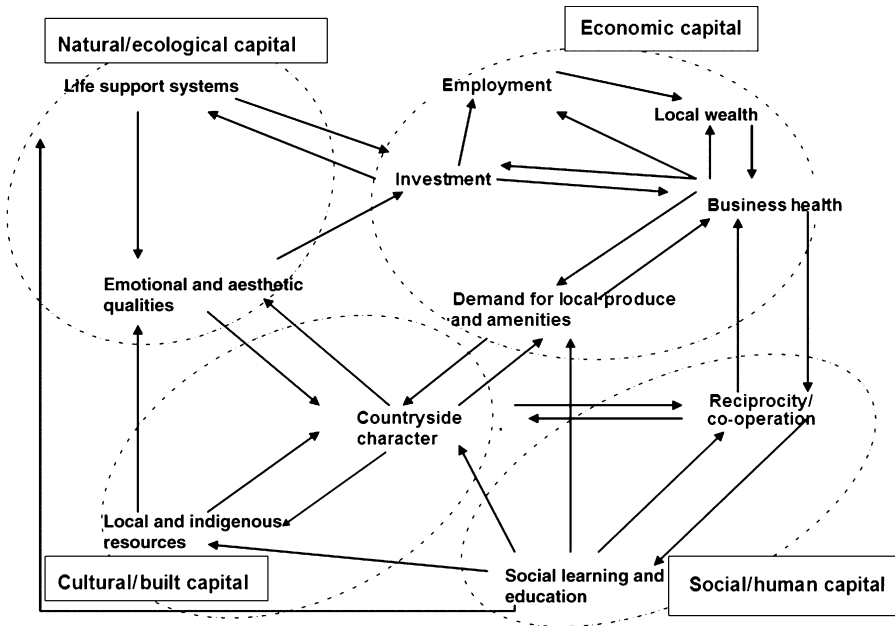 Natural/ecological capital
Economic capital
Life support systems
Employment
Local wealth
Investment
Business health
Emotional and aesthetic
qualities
Demand for local produce
and amenities
Countryside
character
Reciprocity/
co-operation
Local and indigenous
resources
Cultural/built capital
Social learning and
education
Social/human capital